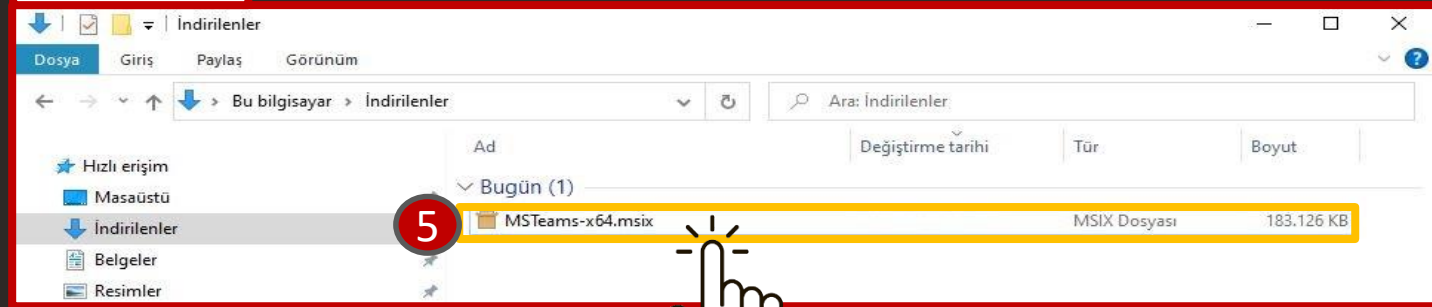 İndirilenler
Dosya Giriş Paylaş Görünüm
Bu bilgisayar İndirilenler Ara: İndirilenler
Ad Değiştirme tarihi Tür Boyut
Hızlı erişim
Bugün (1)
Masaüstü
5 MSTeams-x64.msix MSIX Dosyası 183.126 KB
İndirilenler
Belgeler
Resimler